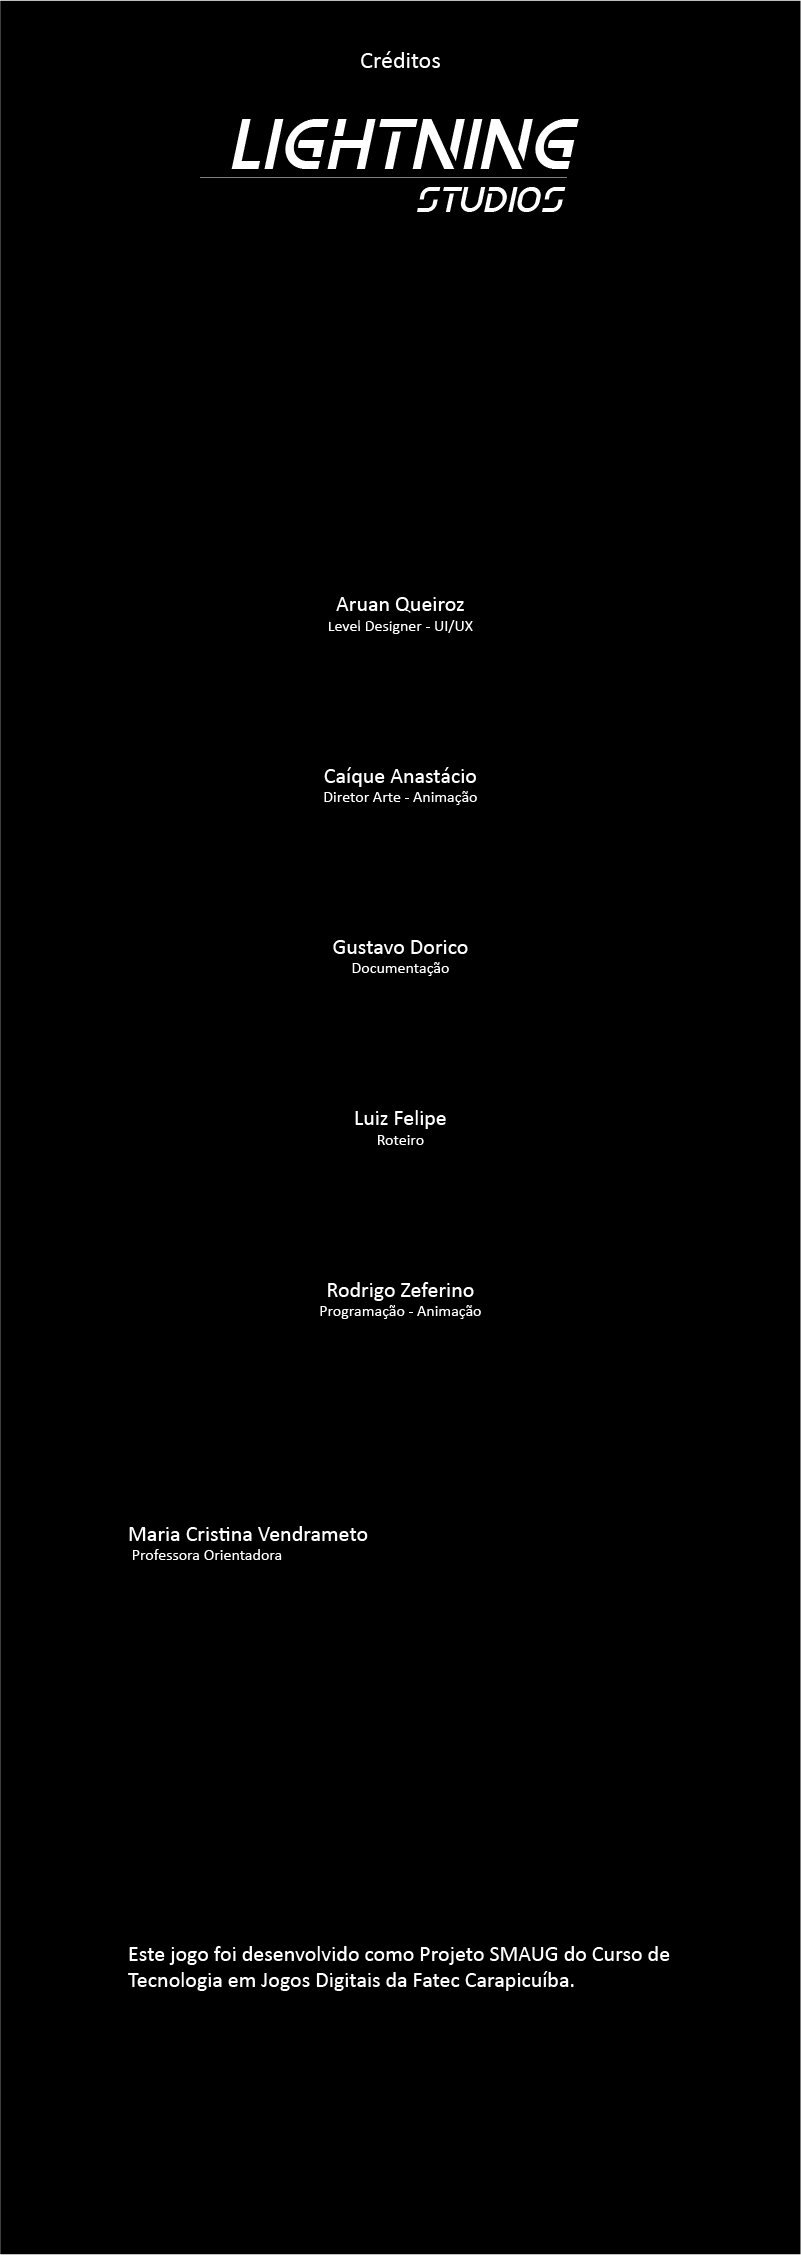 Créditos
LIGHTNING
STUDIOS
Aruan Queiroz
Level Designer - UI/UX
Caíque Anastácio
Diretor Arte - Animação
Gustavo Dorico
Documentação
Luiz Felipe
Roteiro
Rodrigo Zeferino
Programação - Animação
Maria Cristina Vendrameto
Professora Orientadora
Este jogo foi desenvolvido como Projeto SMAUG do Curso de
Tecnologia em Jogos Digitais da Fatec Carapicuíba.